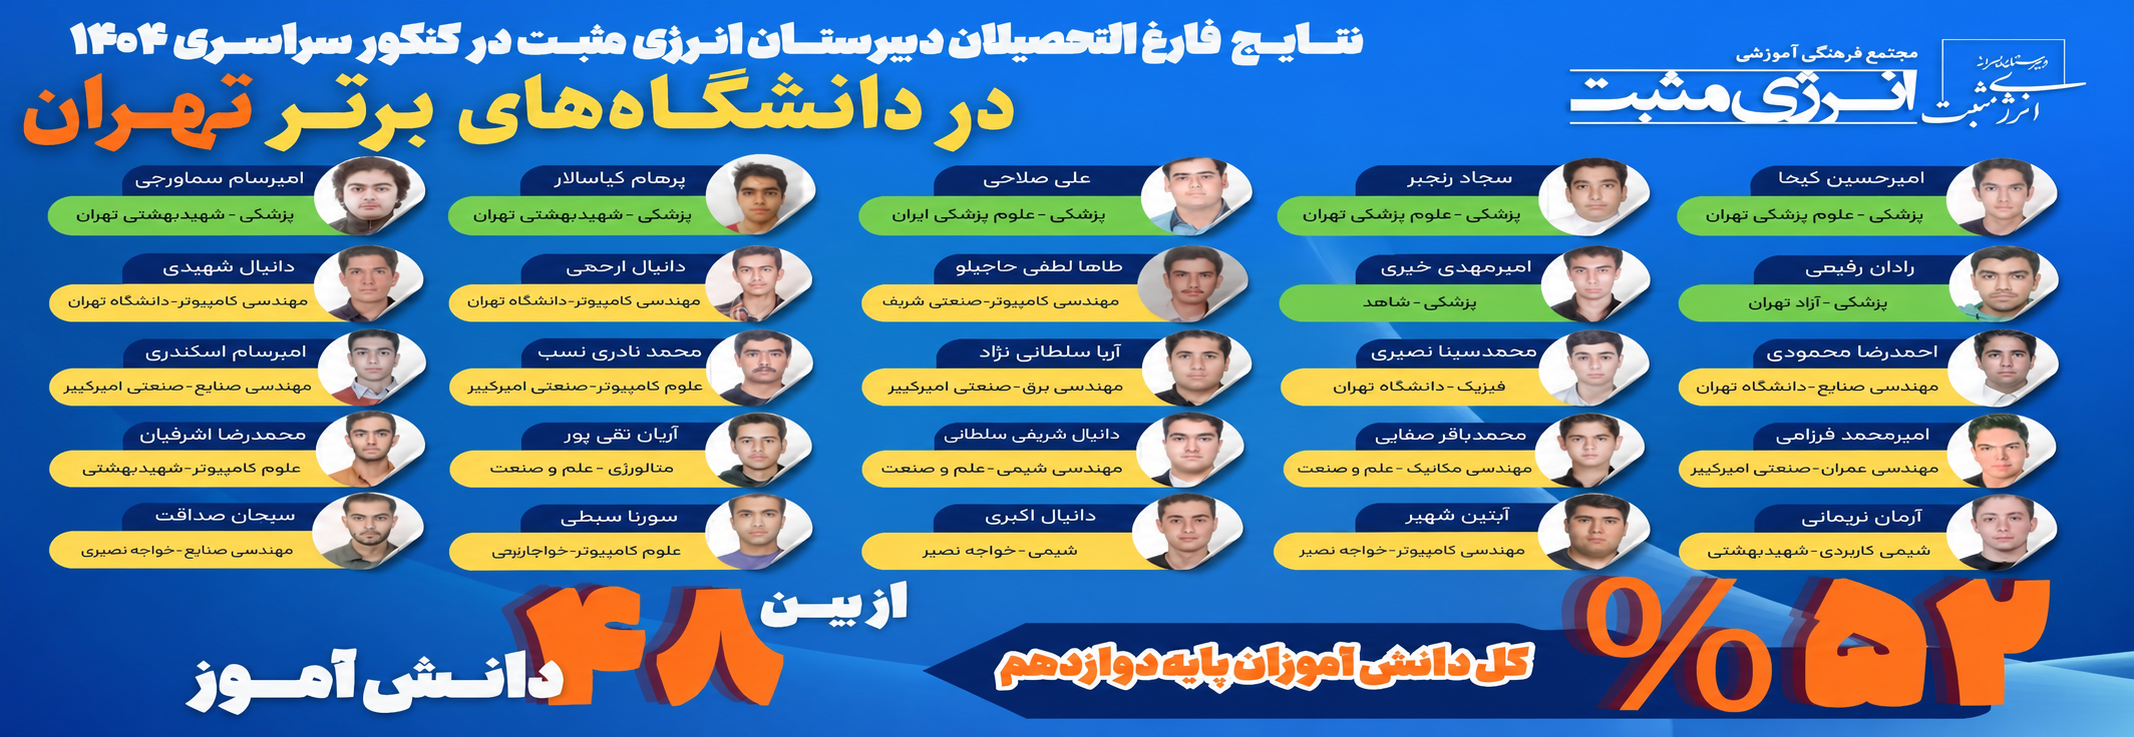 نتایج فارغ التحصیلان دبیرستان انرژی مثبت در کنکور سراسری ۱۴۰۴
در دانشگاه‌های برتر تهران
مجتمع فرهنگی آموزشی
انرژی مثبت
دبیرستان پسرانه
انرژی مثبت
امیرحسین کیخا
پزشکی - علوم پزشکی تهران
سجاد رنجبر
پزشکی - علوم پزشکی تهران
علی صلاحی
پزشکی - علوم پزشکی ایران
پرهام کیاسالار
پزشکی - شهیدبهشتی تهران
امیرسام سماورچی
پزشکی - شهیدبهشتی تهران
رادان رفیعی
پزشکی - آزاد تهران
امیرمهدی خیری
پزشکی - شاهد
طاها لطفی حاجیلو
مهندسی کامپیوتر-صنعتی شریف
دانیال ارحمی
مهندسی کامپیوتر-دانشگاه تهران
دانیال شهیدی
مهندسی کامپیوتر-دانشگاه تهران
احمدرضا محمودی
مهندسی صنایع-دانشگاه تهران
محمدسینا نصیری
فیزیک - دانشگاه تهران
آریا سلطانی نژاد
مهندسی برق-صنعتی امیرکبیر
محمد نادری نسب
علوم کامپیوتر-صنعتی امیرکبیر
امیرسام اسکندری
مهندسی صنایع-صنعتی امیرکبیر
امیرمحمد فرزامی
مهندسی عمران-صنعتی امیرکبیر
محمدباقر صفایی
مهندسی مکانیک - علم و صنعت
دانیال شریفی سلطانی
مهندسی شیمی-علم و صنعت
آریان تقی پور
متالورژی - علم و صنعت
محمدرضا اشرفیان
علوم کامپیوتر-شهیدبهشتی
آرمان نریمانی
شیمی کاربردی-شهیدبهشتی
آبتین شهپر
مهندسی کامپیوتر-خواجه نصیر
دانیال اکبری
شیمی - خواجه نصیر
سورنا سبطی
علوم کامپیوتر
سبحان صداقت
مهندسی صنایع-خواجه نصیری
۵۲%
کل دانش آموزان پایه دوازدهم
از بین
۴۸
دانش آموز